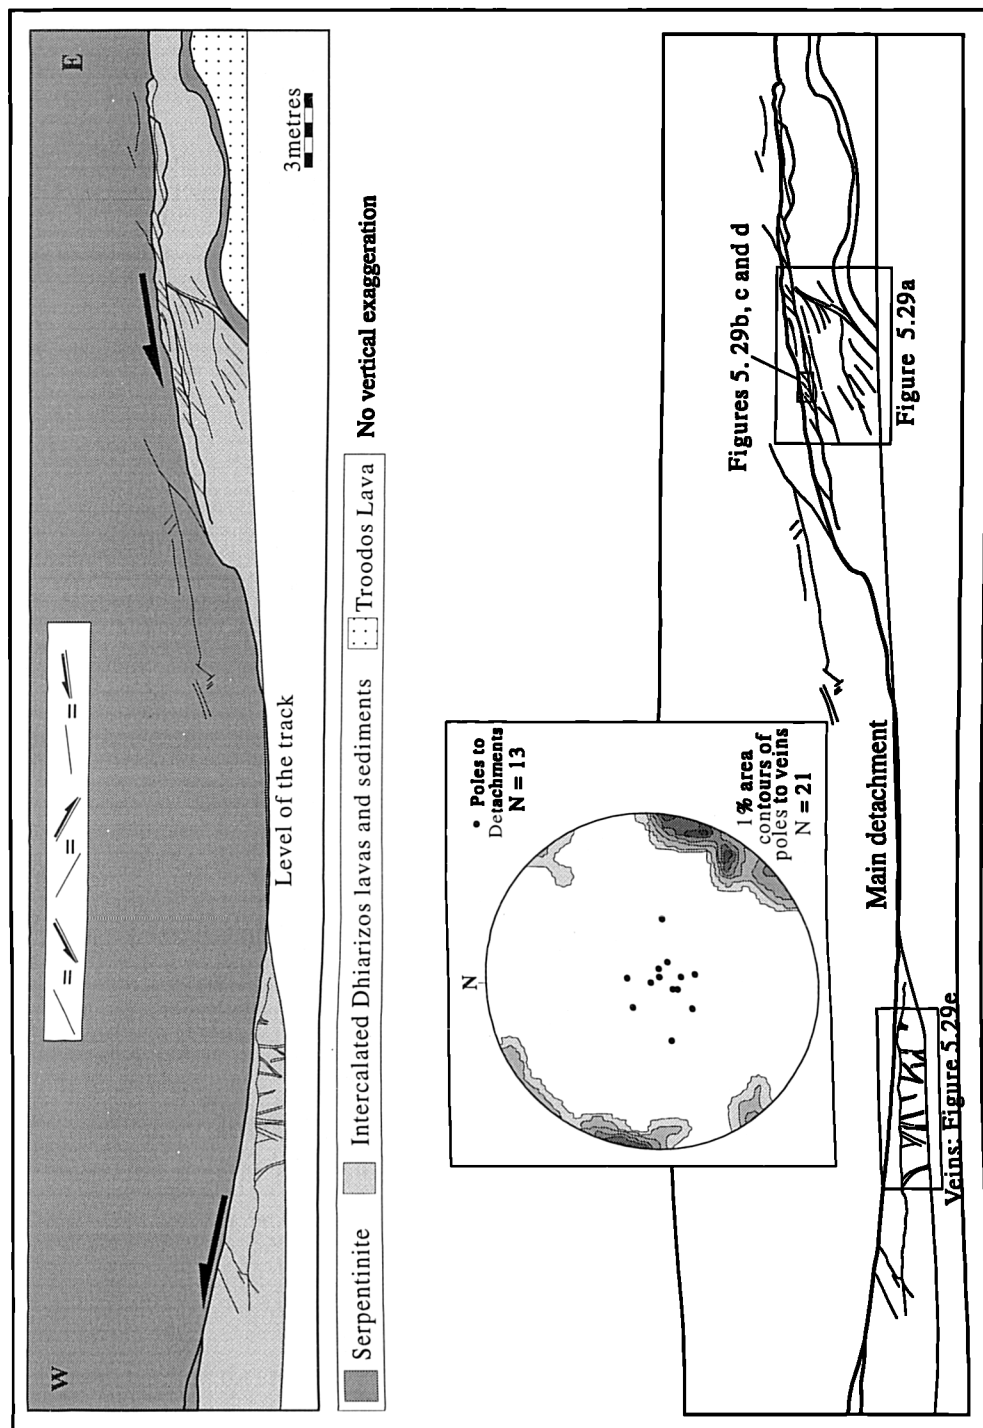 W
E
= = =
Level of the track
3metres
Serpentinite
Intercalated Dhiarizos lavas and sediments
Troodos Lava
No vertical exaggeration
N
• Poles to
Detachments
N = 13
1% area
contours of
poles to veins
N = 21
Figures 5. 29b, c and d
Main detachment
Figure 5.29a
Veins: Figure 5.29e